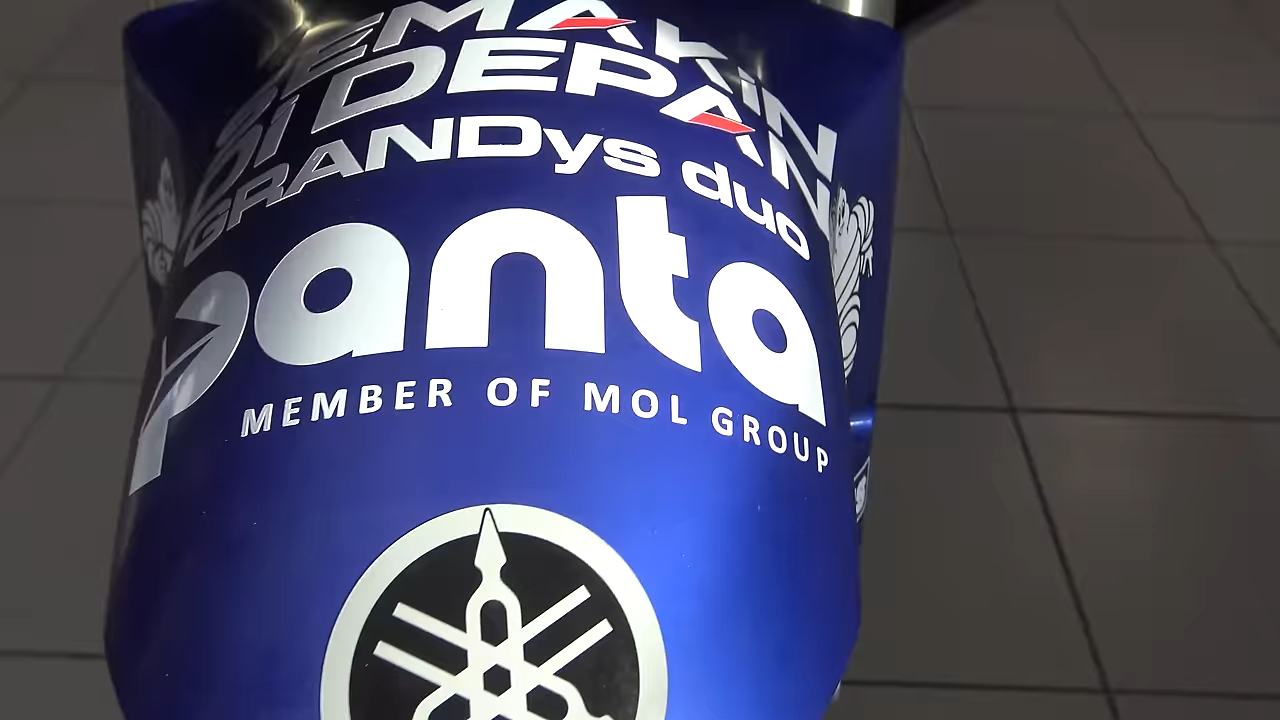 SEMAKiN
Di DEPAN
GRANDys duo
panta
MEMBER OF MOL GROUP